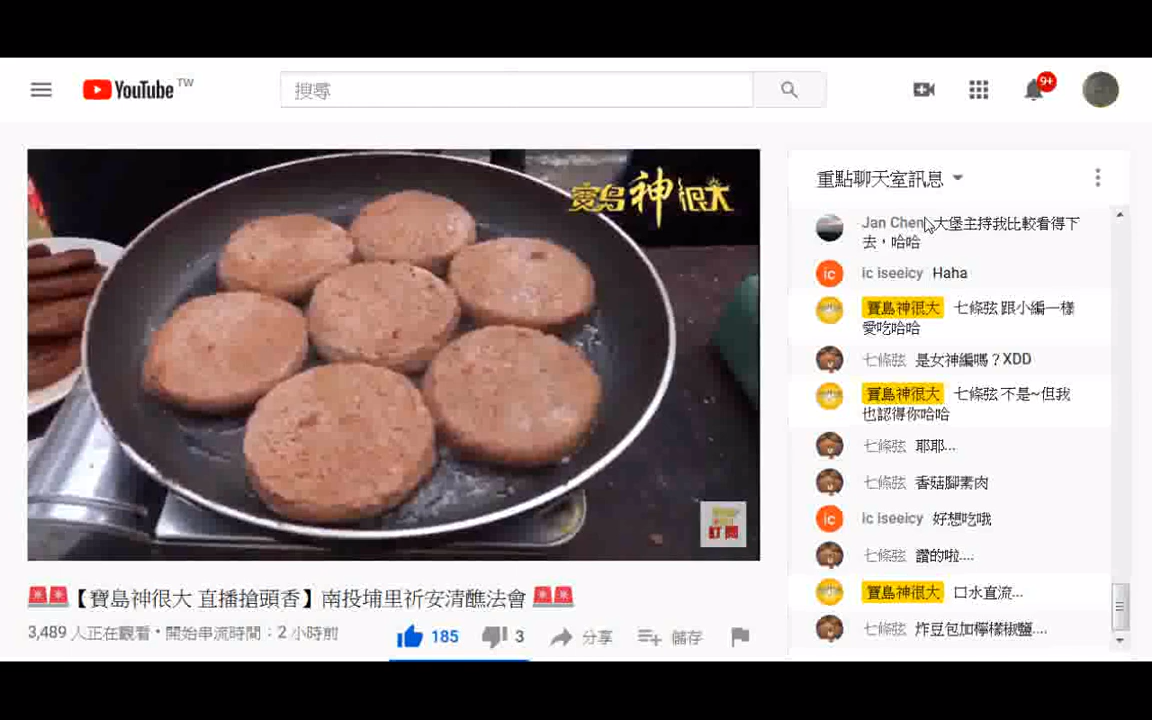 YouTube TW
搜尋
9+
寶島神很大
訂閱
🚨🚨【寶島神很大 直播搶頭香】南投埔里祈安清醮法會 🚨🚨
3,489 人正在觀看 • 開始串流時間：2 小時前
185
3
分享
儲存
重點聊天室訊息
Jan Chen 大堡主持我比較看得下
去，哈哈
ic iseeicy Haha
寶島神很大 七條弦 跟小編一樣
愛吃哈哈
七條弦 是女神編嗎？XDD
寶島神很大 七條弦 不是~但我
也認得你哈哈
七條弦 耶耶...
七條弦 香菇腳素肉
ic iseeicy 好想吃哦
七條弦 讚的啦....
寶島神很大 口水直流...
七條弦 炸豆包加檸檬椒鹽....